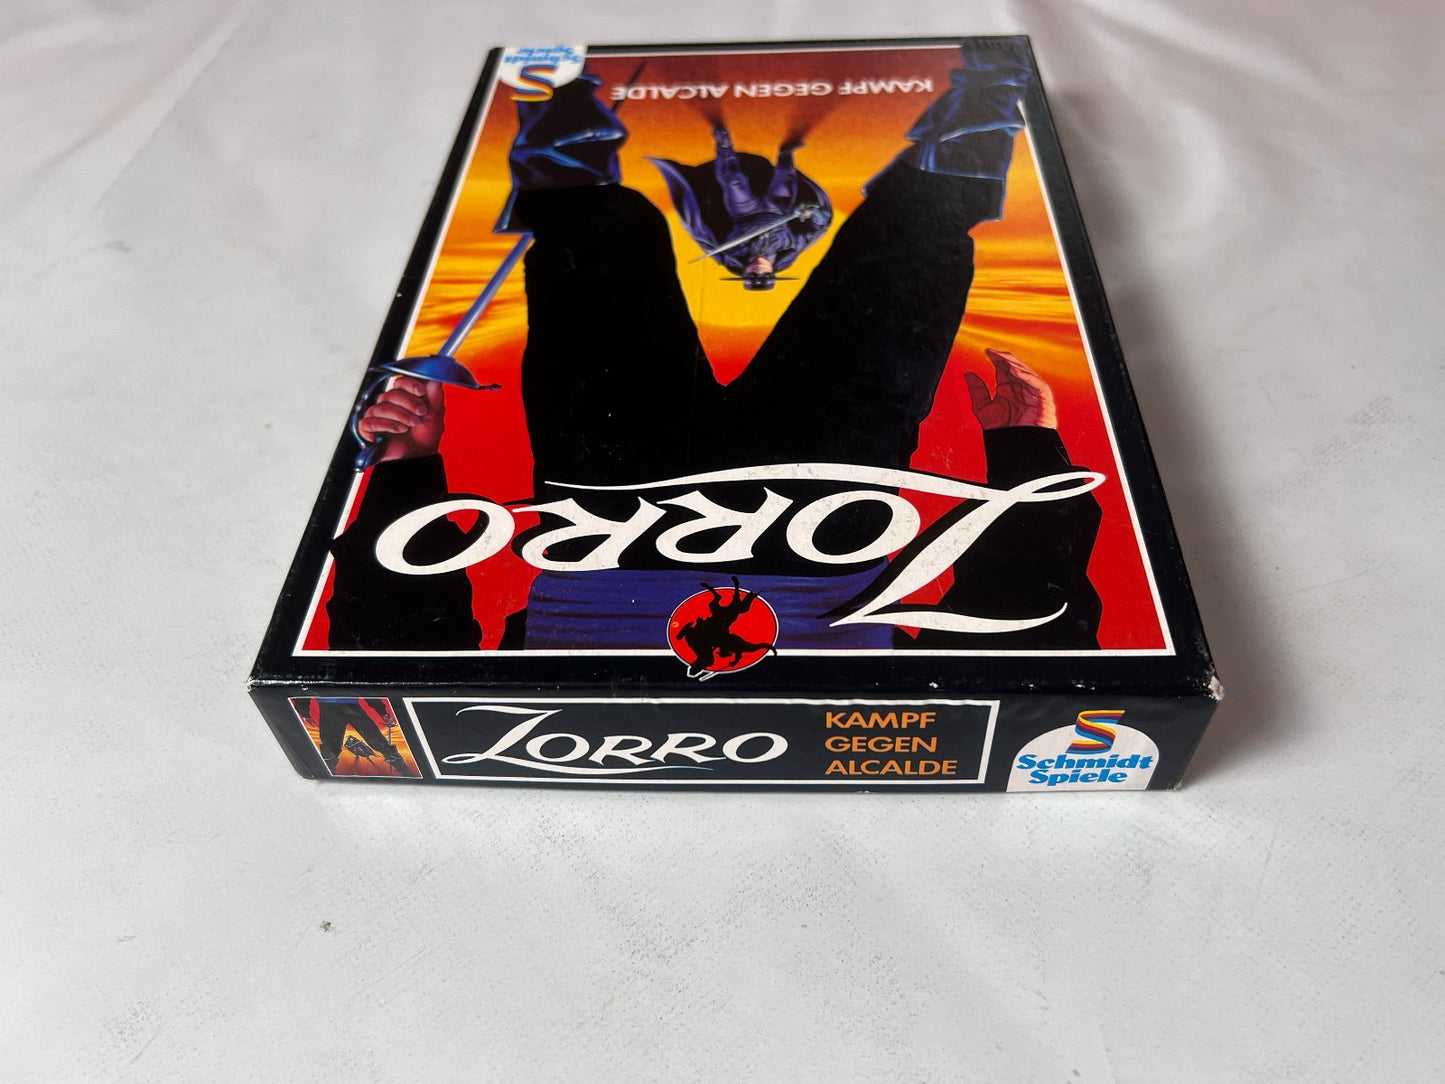 Schmidt
Spiele
KAMPF GEGEN ALCALDE
ZORRO
ZORRO
KAMPF
GEGEN
ALCALDE
Schmidt
Spiele